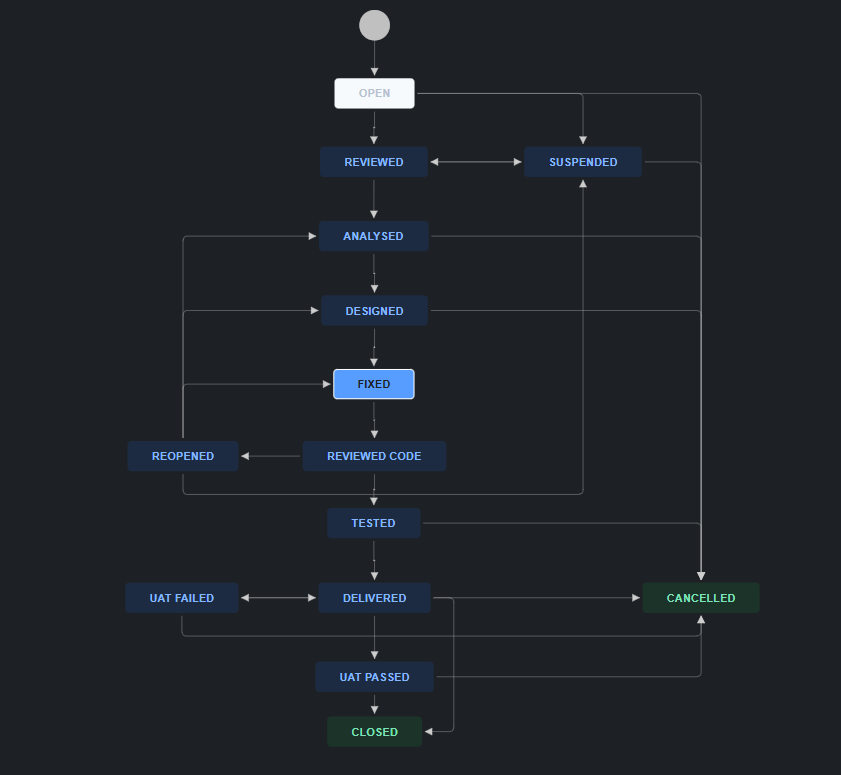 OPEN
REVIEWED
SUSPENDED
ANALYSED
DESIGNED
FIXED
REOPENED
REVIEWED CODE
TESTED
UAT FAILED
DELIVERED
CANCELLED
UAT PASSED
CLOSED